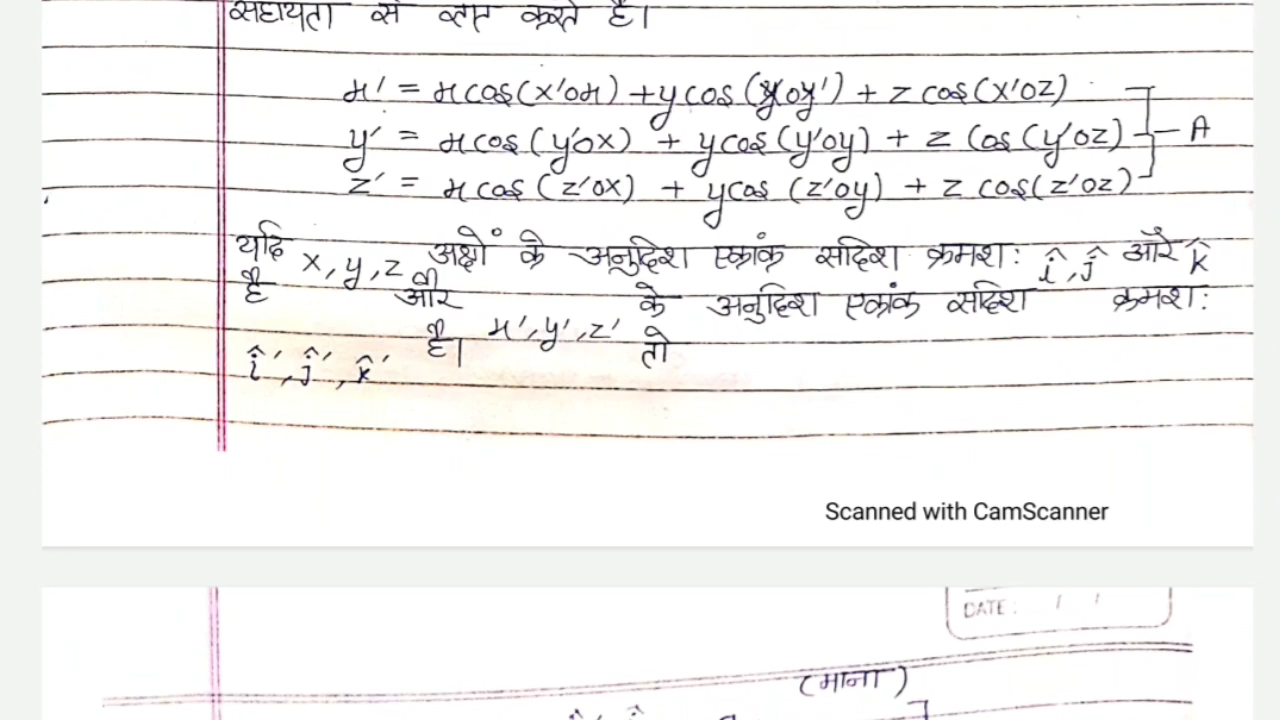 सहायता से व्यक्त करते हैं।
x' = x cos(x'ox) + y cos(yoy') + z cos(x'oz)
y' = x cos(y'ox) + y cos(y'oy) + z Cos(y'oz) — A
z' = x cos(z'ox) + y cos(z'oy) + z cos(z'oz)
यदि x, y, z अक्षों के अनुदिश एकांक सदिश क्रमश: î, ĵ और k̂
है और x', y', z' के अनुदिश एकांक सदिश क्रमश:
î', ĵ', k̂' है। तो
Scanned with CamScanner
DATE : / /
(माना)